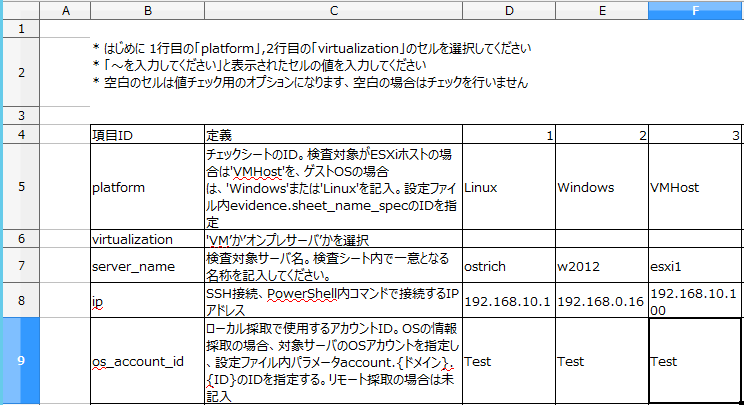 A B C D E F
1
2
* はじめに 1行目の「platform」,2行目の「virtualization」のセルを選択してください
* 「～を入力してください」と表示されたセルの値を入力してください
* 空白のセルは値チェック用のオプションになります、空白の場合はチェックを行いません
3
4 項目ID 定義 1 2 3
チェックシートのID。検査対象がESXiホストの場
合は'VMHost'を、ゲストOSの場合
5 platform は、'Windows'または'Linux'を記入。設定ファイ Linux Windows VMHost
ル内evidence.sheet_name_specのIDを指
定
6 virtualization 'VM'か'オンプレサーバ'かを選択
7 server_name 検査対象サーバ名。検査シート内で一意となる ostrich w2012 esxi1
名称を記入してください。
8 ip SSH接続、PowerShell内コマンドで接続するIP 192.168.10.1 192.168.0.16 192.168.10.1
アドレス 00
ローカル採取で使用するアカウントID。OSの情報
採取の場合、対象サーバのOSアカウントを指定し
9 os_account_id 、設定ファイル内パラメータaccount.{ドメイン}. Test Test Test
{ID}のIDを指定する。リモート採取の場合は未
記入